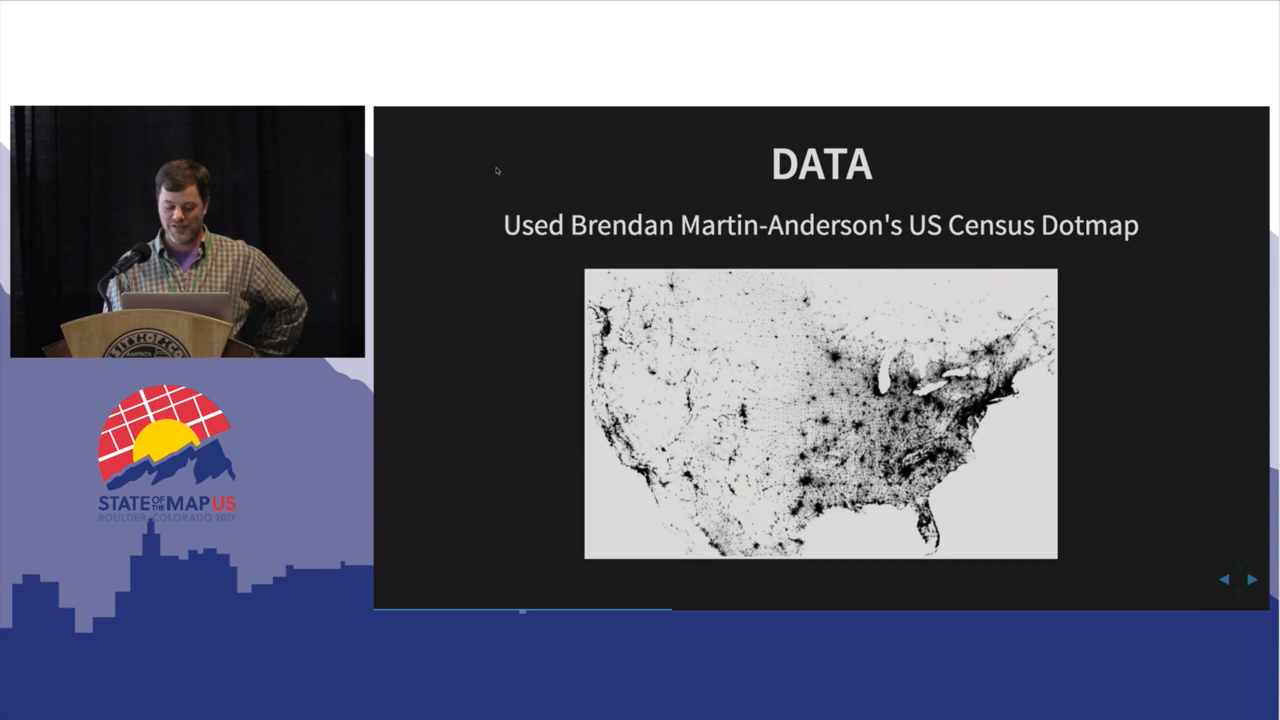 DATA
Used Brendan Martin-Anderson's US Census Dotmap
STATE OF THE MAP US
BOULDER, COLORADO 2017